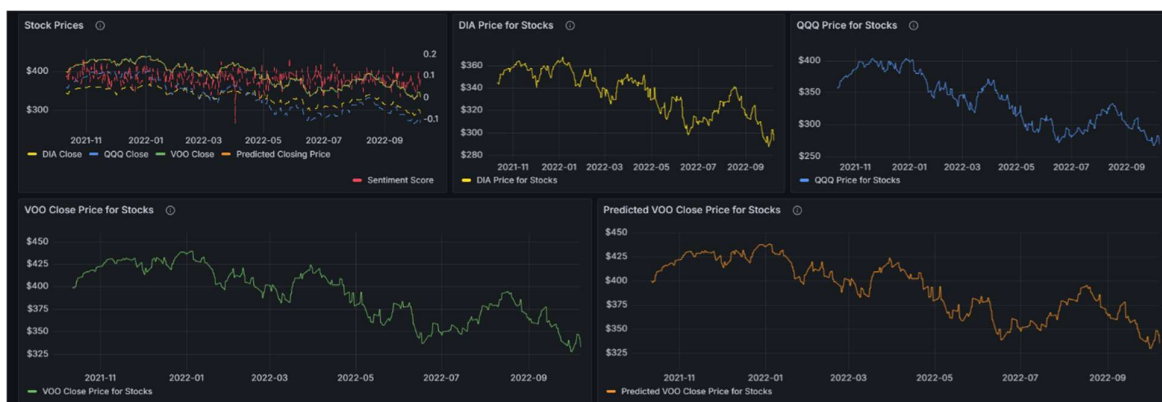 Stock Prices
$400
$300
0.2
0.1
0
-0.1
2021-11 2022-01 2022-03 2022-05 2022-07 2022-09
DIA Close QQQ Close VOO Close Predicted Closing Price
Sentiment Score
DIA Price for Stocks
$360
$340
$320
$300
$280
2021-11 2022-01 2022-03 2022-05 2022-07 2022-09
DIA Price for Stocks
QQQ Price for Stocks
$400
$350
$300
$250
2021-11 2022-01 2022-03 2022-05 2022-07 2022-09
QQQ Price for Stocks
VOO Close Price for Stocks
$450
$425
$400
$375
$350
$325
2021-11 2022-01 2022-03 2022-05 2022-07 2022-09
VOO Close Price for Stocks
Predicted VOO Close Price for Stocks
$450
$425
$400
$375
$350
$325
2021-11 2022-01 2022-03 2022-05 2022-07 2022-09
Predicted VOO Close Price for Stocks